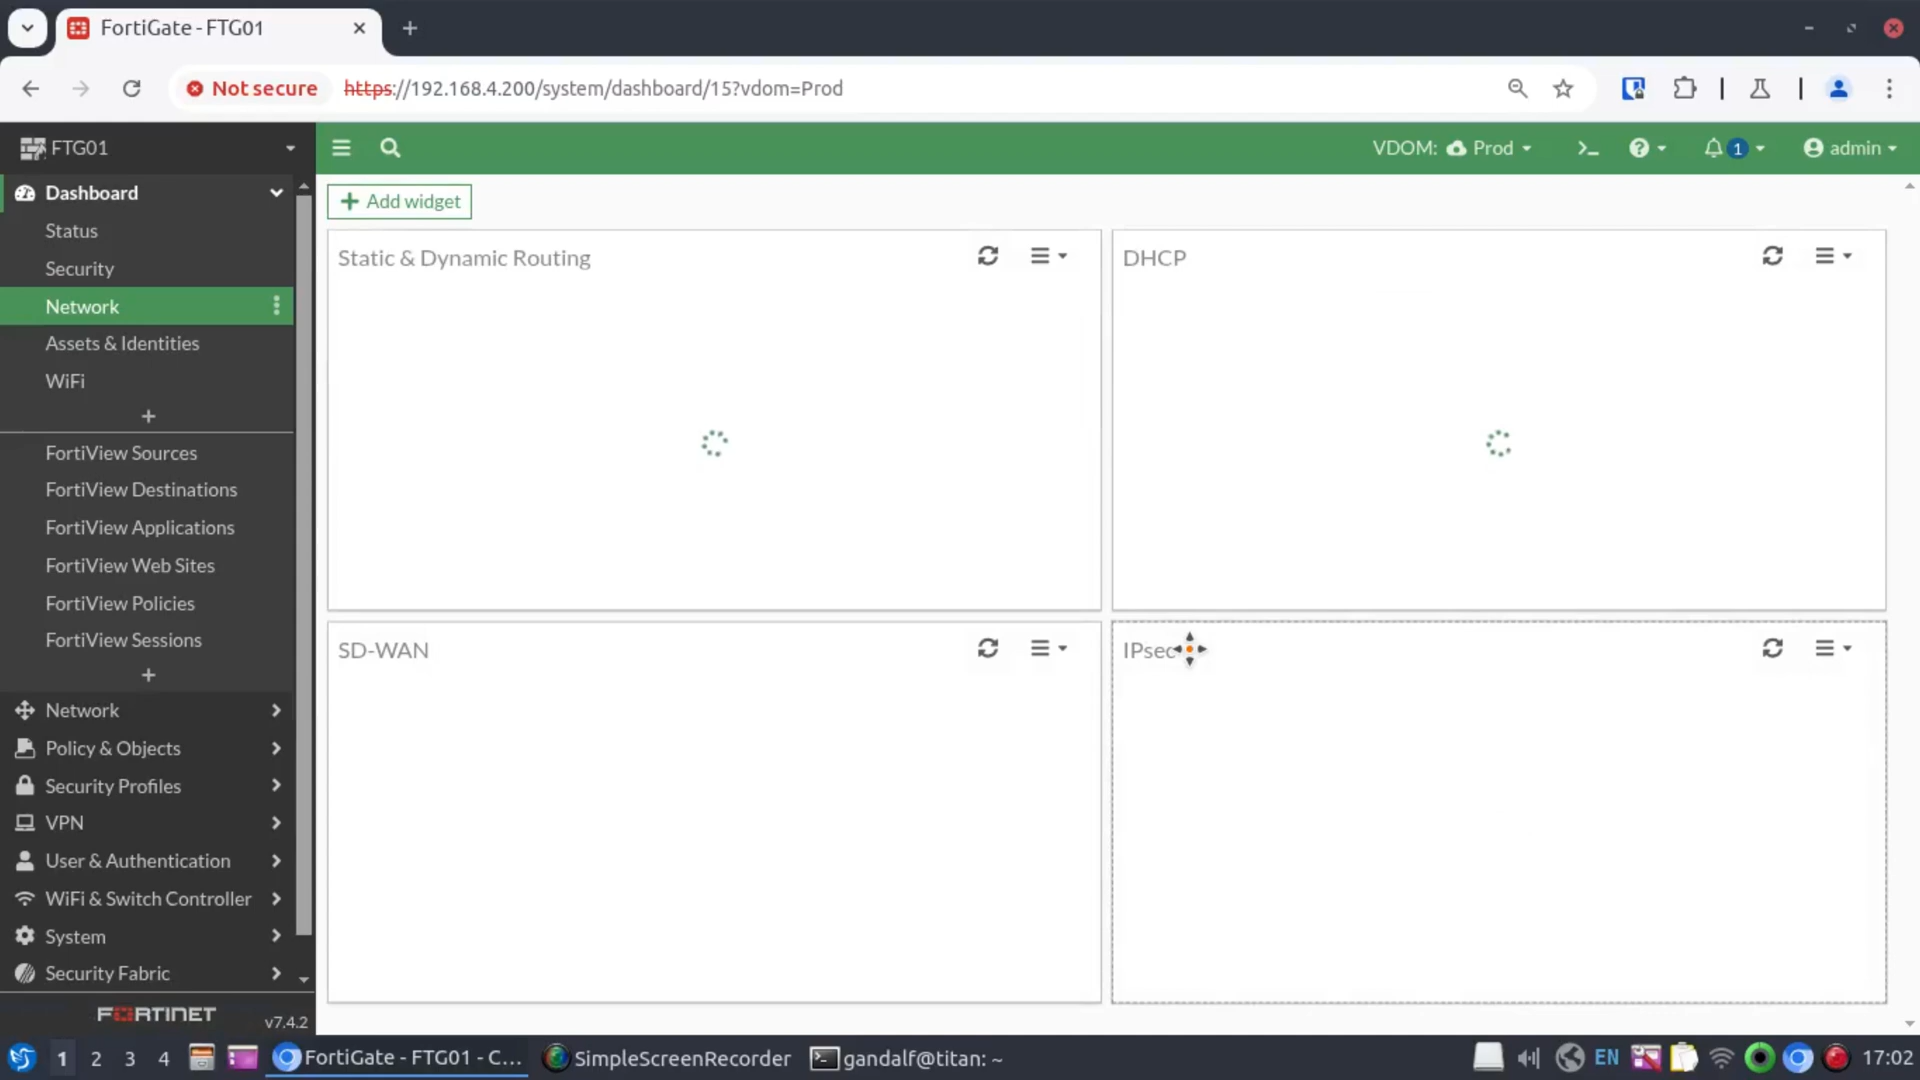 FortiGate - FTG01
Not secure
https://192.168.4.200/system/dashboard/15?vdom=Prod
FTG01
VDOM: Prod
1
admin
Dashboard
Status
Security
Network
Assets & Identities
WiFi
+
FortiView Sources
FortiView Destinations
FortiView Applications
FortiView Web Sites
FortiView Policies
FortiView Sessions
+
Network
Policy & Objects
Security Profiles
VPN
User & Authentication
WiFi & Switch Controller
System
Security Fabric
FORTINET
v7.4.2
+ Add widget
Static & Dynamic Routing
DHCP
SD-WAN
IPsec
1 2 3 4
FortiGate - FTG01 - C...
SimpleScreenRecorder
gandalf@titan: ~
EN
17:02